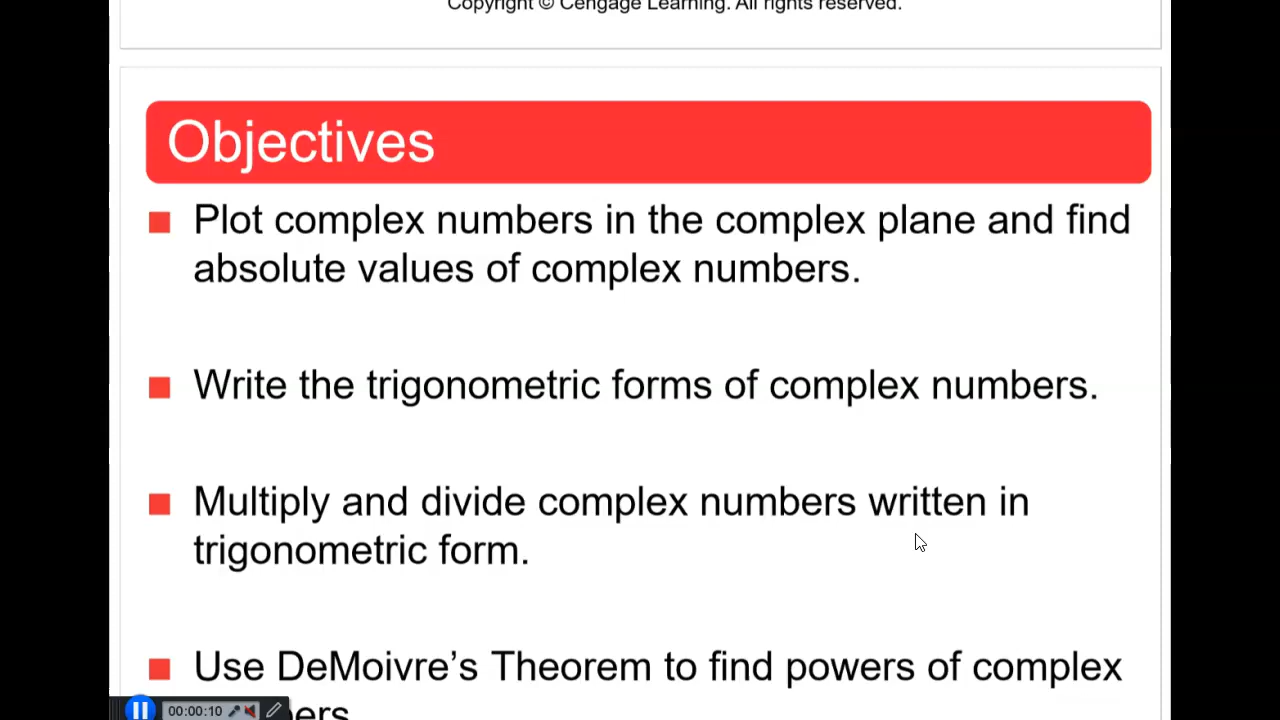 Copyright © Cengage Learning. All rights reserved.
Objectives
Plot complex numbers in the complex plane and find
absolute values of complex numbers.
Write the trigonometric forms of complex numbers.
Multiply and divide complex numbers written in
trigonometric form.
Use DeMoivre’s Theorem to find powers of complex
00:00:10